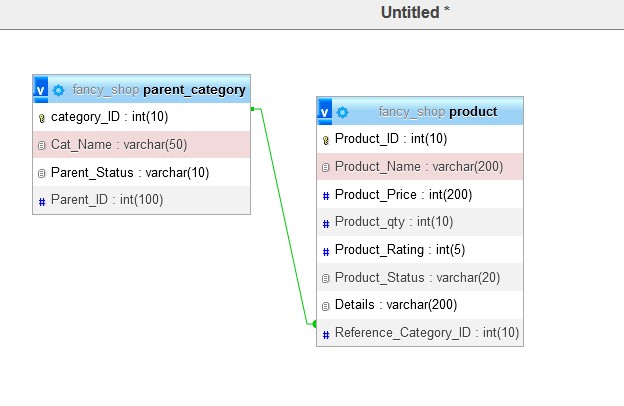 Untitled *
v fancy_shop parent_category
category_ID : int(10)
Cat_Name : varchar(50)
Parent_Status : varchar(10)
# Parent_ID : int(100)
v fancy_shop product
Product_ID : int(10)
Product_Name : varchar(200)
# Product_Price : int(200)
# Product_qty : int(10)
# Product_Rating : int(5)
Product_Status : varchar(20)
Details : varchar(200)
# Reference_Category_ID : int(10)